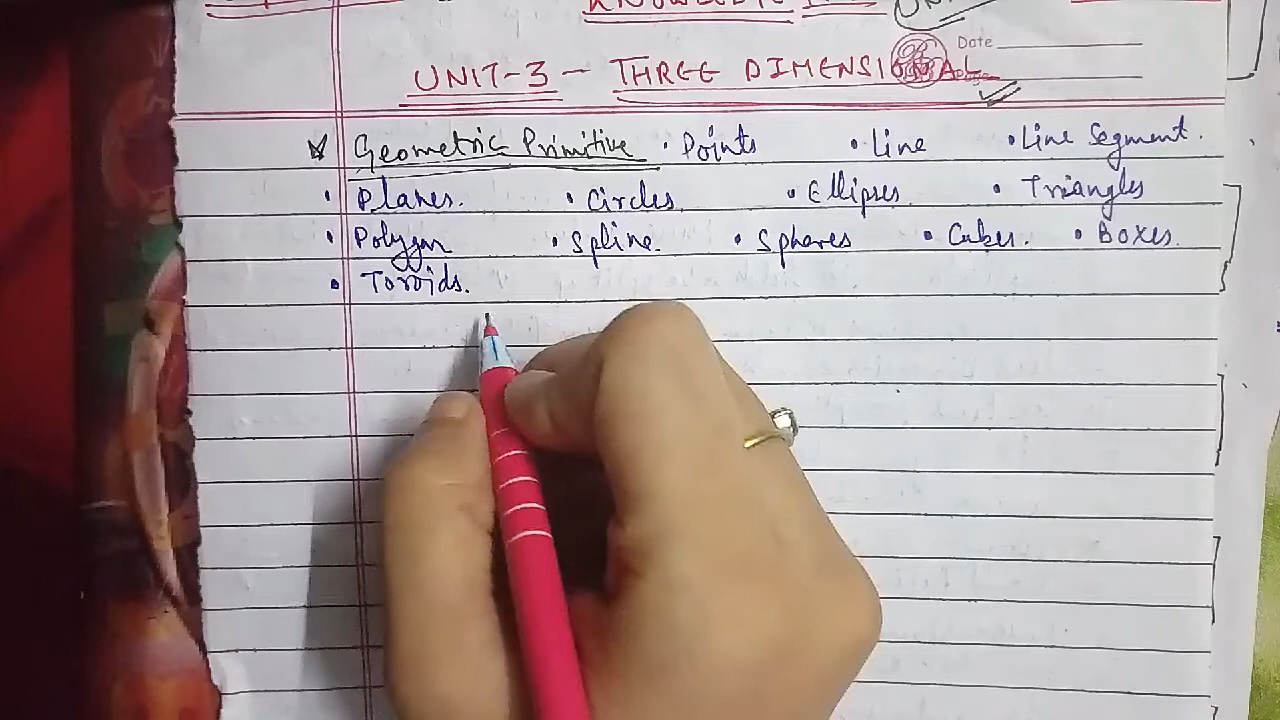 Date
UNIT-3 - THREE DIMENSIONAL
Geometric Primitive • Points • Line • Line Segment.
• Planes. • Circles. • Ellipses. • Triangles
• Polygon • Spline. • Spheres • Cubes. • Boxes.
• Toroids.